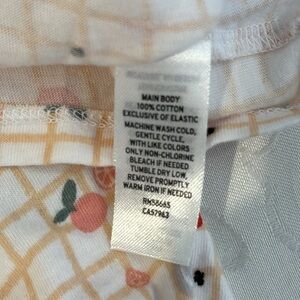 MAIN BODY
100% COTTON
EXCLUSIVE OF ELASTIC
MACHINE WASH COLD,
GENTLE CYCLE,
WITH LIKE COLORS
ONLY NON-CHLORINE
BLEACH IF NEEDED
TUMBLE DRY LOW,
REMOVE PROMPTLY
WARM IRON IF NEEDED
RN58665
CA57963